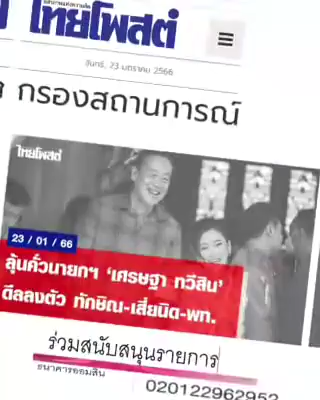 ไทยโพสต์
จันทร์, 23 มกราคม 2566
กรองสถานการณ์
ไทยโพสต์
23 / 01 / 66
ลุ้นคั่วนายกฯ ‘เศรษฐา ทวีสิน’
ดีลลงตัว ทักษิณ-เสี่ยนิด-พท.
ร่วมสนับสนุนรายการ
ธนาคารออมสิน
020122962952